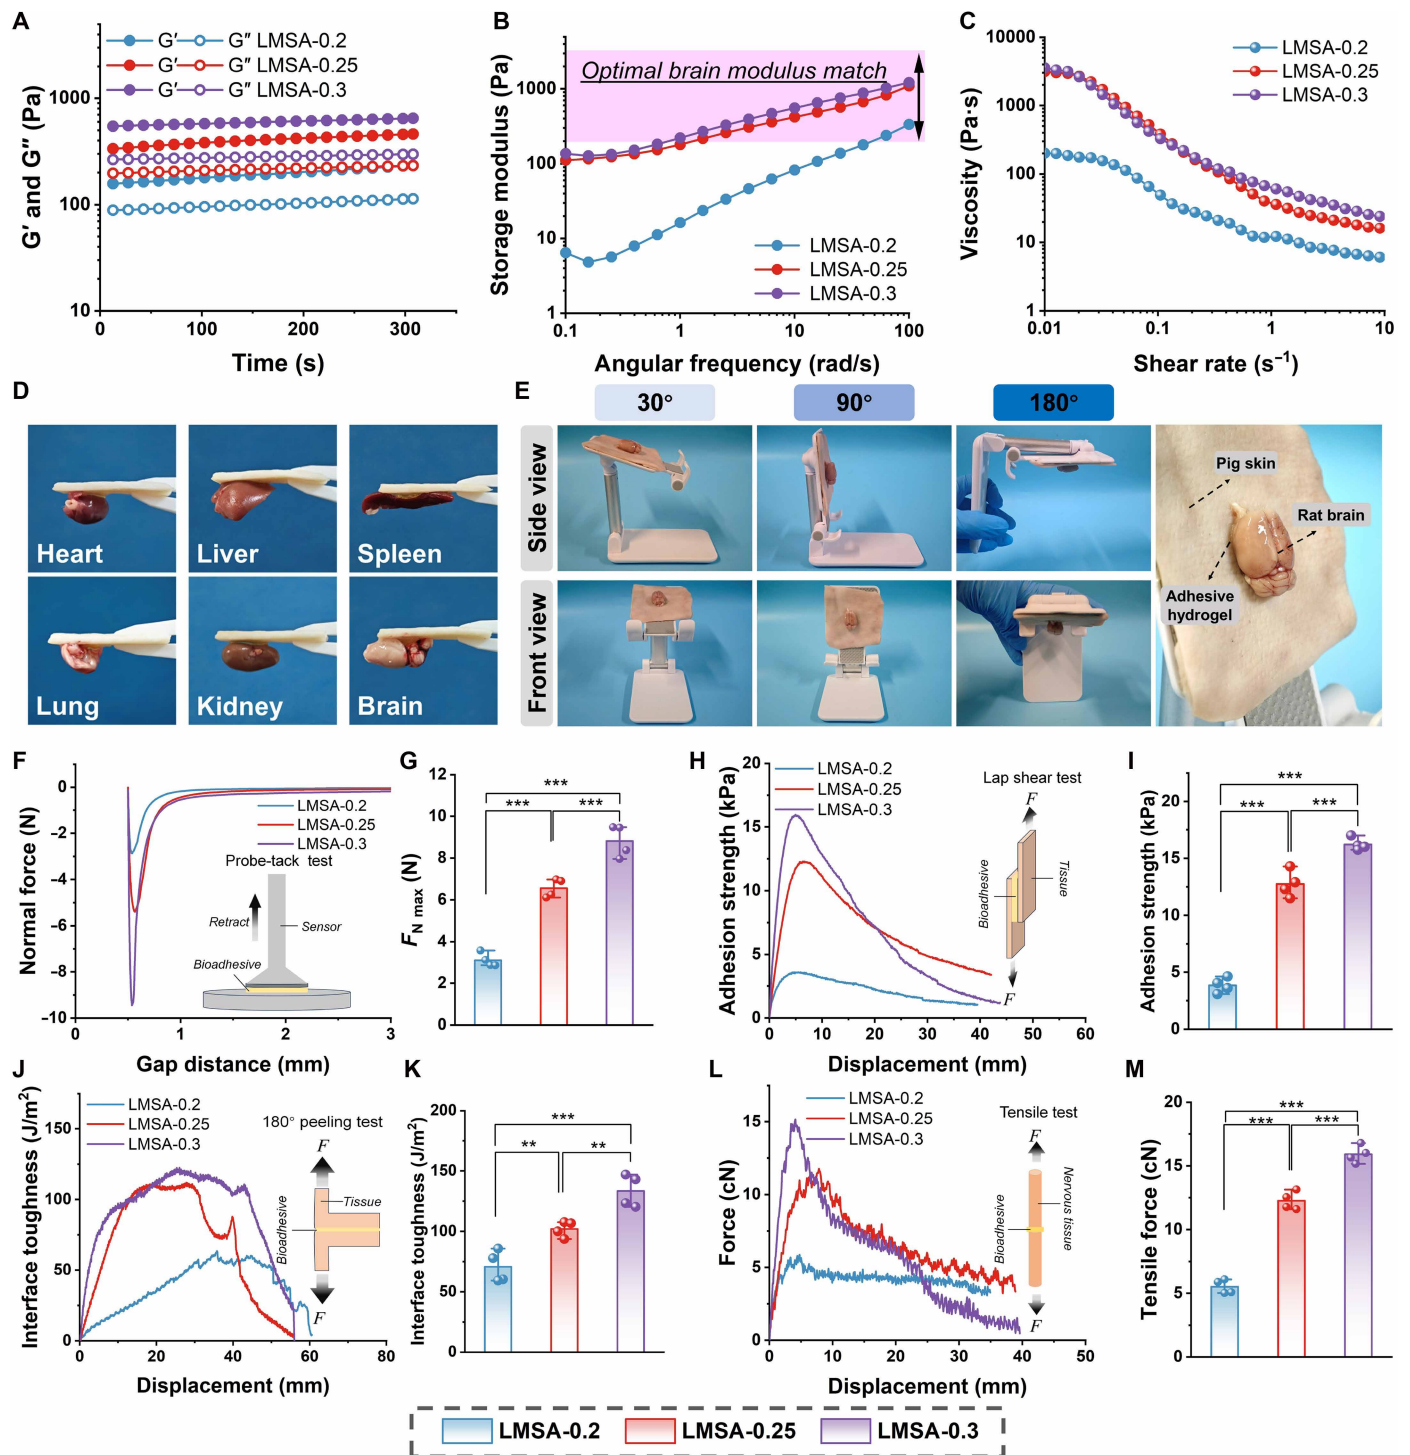 A
G′ G″ LMSA-0.2
G′ G″ LMSA-0.25
G′ G″ LMSA-0.3
G′ and G″ (Pa)
1000
100
10
0 100 200 300
Time (s)
B
Optimal brain modulus match
Storage modulus (Pa)
1000
100
10
1
LMSA-0.2
LMSA-0.25
LMSA-0.3
0.1 1 10 100
Angular frequency (rad/s)
C
LMSA-0.2
LMSA-0.25
LMSA-0.3
Viscosity (Pa·s)
10000
1000
100
10
1
0.01 0.1 1 10
Shear rate (s⁻¹)
D
Heart
Liver
Spleen
Lung
Kidney
Brain
E
30°
90°
180°
Side view
Front view
Pig skin
Rat brain
Adhesive
hydrogel
F
Normal force (N)
0
−2
−4
−6
−8
−10
LMSA-0.2
LMSA-0.25
LMSA-0.3
Probe-tack test
Retract
Sensor
Bioadhesive
1 2 3
Gap distance (mm)
G
F N max (N)
12
10
8
6
4
2
0
***
*** ***
H
Adhesion strength (kPa)
20
15
10
5
0
LMSA-0.2
LMSA-0.25
LMSA-0.3
Lap shear test
F
Bioadhesive
Tissue
F
0 10 20 30 40 50 60
Displacement (mm)
I
Adhesion strength (kPa)
20
15
10
5
0
***
*** ***
J
Interface toughness (J/m²)
150
100
50
0
LMSA-0.2
LMSA-0.25
LMSA-0.3
180° peeling test
F
Tissue
Bioadhesive
F
0 20 40 60 80
Displacement (mm)
K
Interface toughness (J/m²)
200
150
100
50
0
***
** **
L
Force (cN)
15
10
5
0
LMSA-0.2
LMSA-0.25
LMSA-0.3
Tensile test
F
Bioadhesive
Nervous tissue
F
0 10 20 30 40 50
Displacement (mm)
M
Tensile force (cN)
20
15
10
5
0
***
*** ***
LMSA-0.2 LMSA-0.25 LMSA-0.3